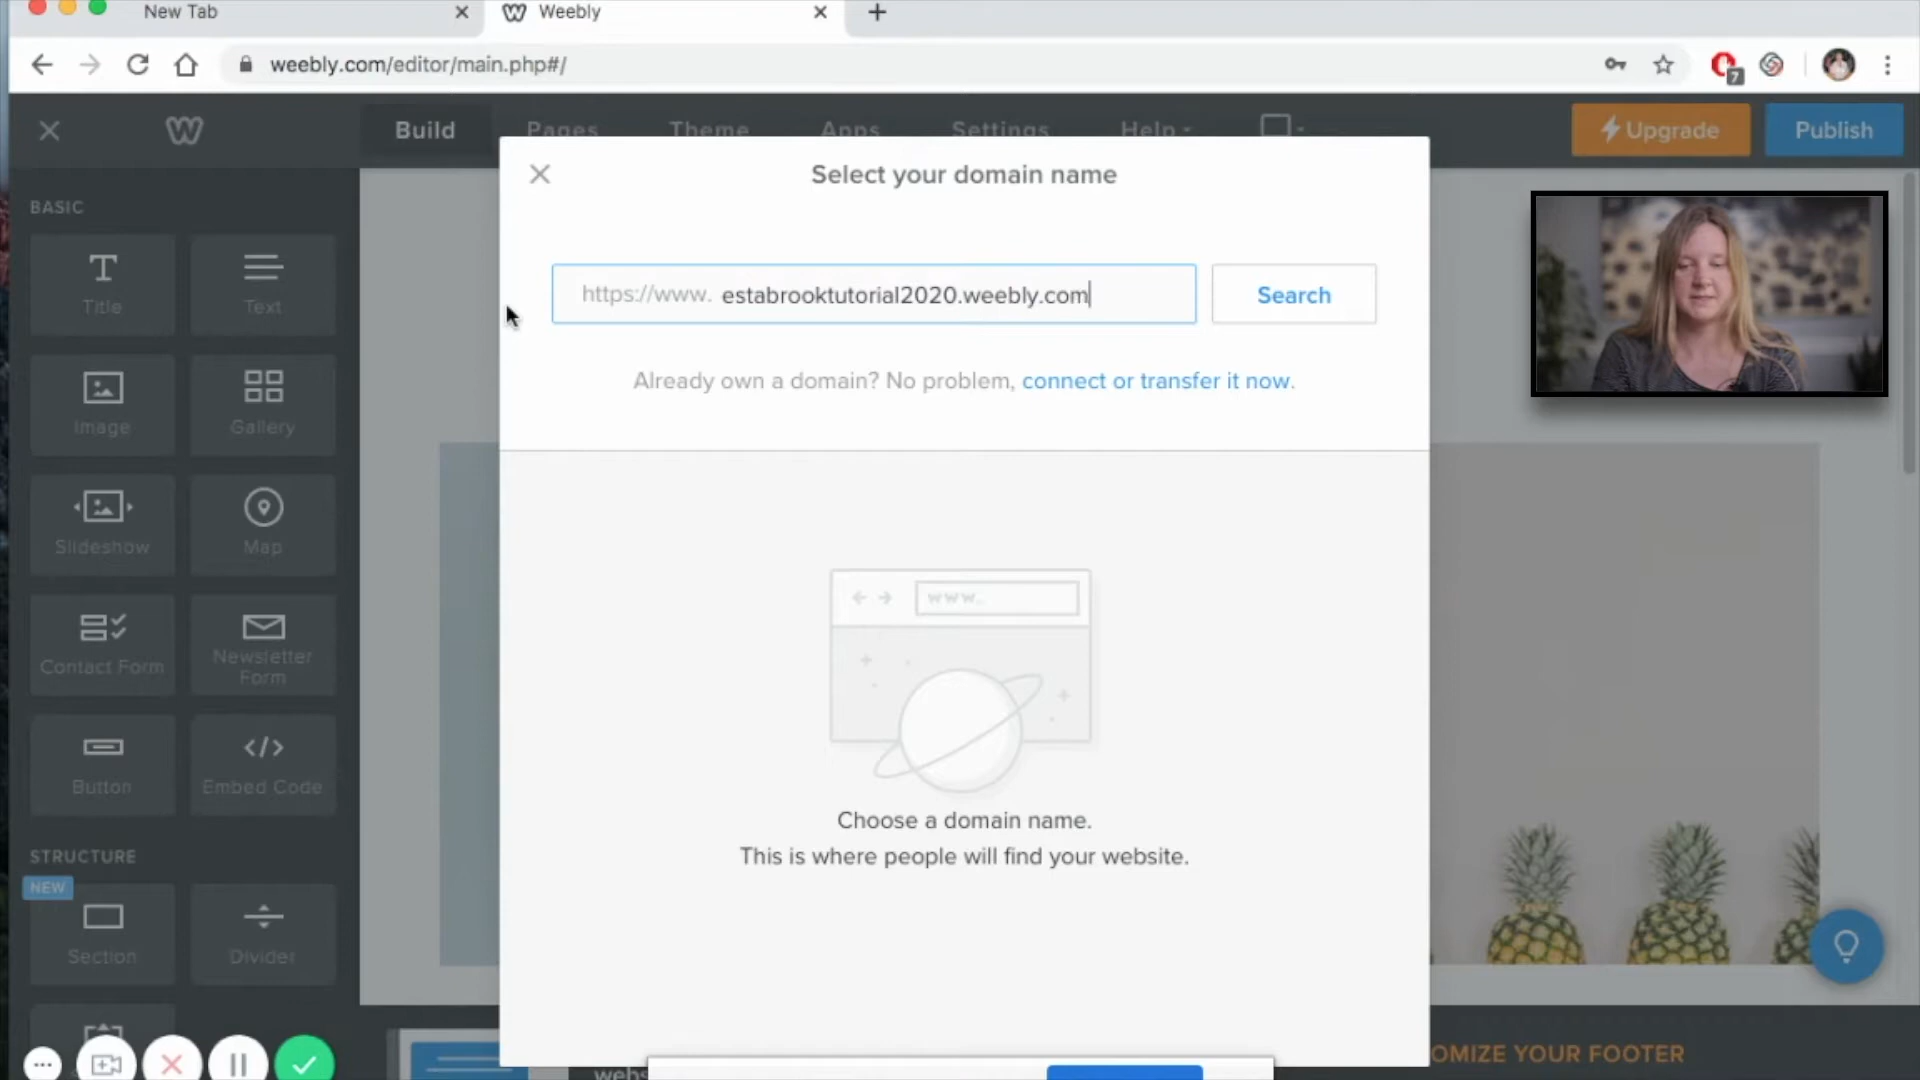 New Tab
Weebly
weebly.com/editor/main.php#/
7
Build
Pages
Theme
Apps
Settings
Help
Upgrade
Publish
Select your domain name
BASIC
Title
Text
https://www. estabrooktutorial2020.weebly.com
Search
Already own a domain? No problem, connect or transfer it now.
Image
Gallery
Slideshow
Map
Contact Form
Newsletter
Form
www.
Button
Embed Code
Choose a domain name.
This is where people will find your website.
STRUCTURE
NEW
Section
Divider
OMIZE YOUR FOOTER